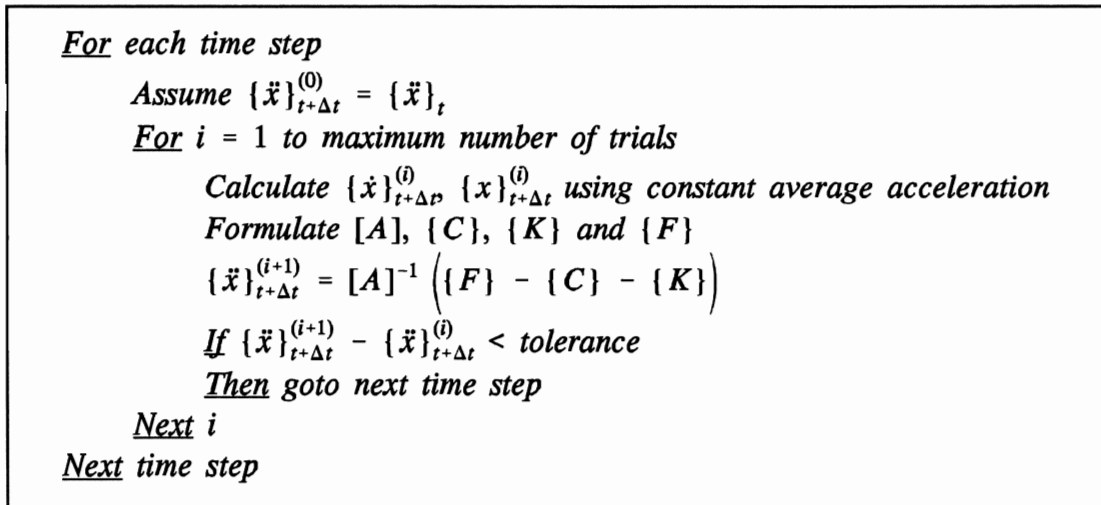 For each time step
Assume {ẍ}_{t+Δt}^{(0)} = {ẍ}_t
For i = 1 to maximum number of trials
Calculate {ẋ}_{t+Δt}^{(i)}, {x}_{t+Δt}^{(i)} using constant average acceleration
Formulate [A], {C}, {K} and {F}
{ẍ}_{t+Δt}^{(i+1)} = [A]^{-1} ({F} - {C} - {K})
If {ẍ}_{t+Δt}^{(i+1)} - {ẍ}_{t+Δt}^{(i)} < tolerance
Then goto next time step
Next i
Next time step